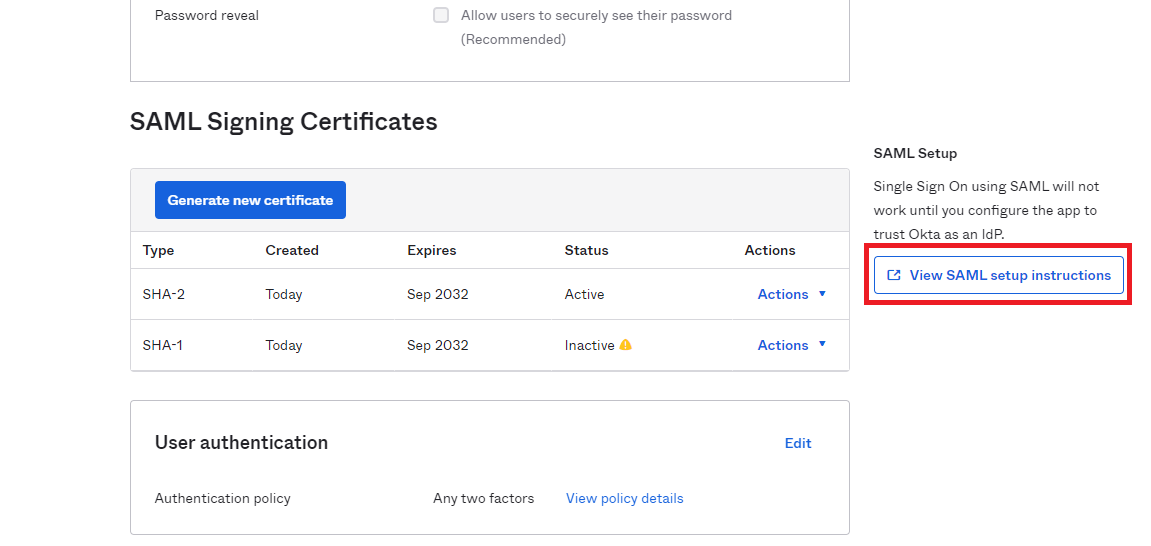 Password reveal
Allow users to securely see their password
(Recommended)
SAML Signing Certificates
Generate new certificate
Type Created Expires Status Actions
SHA-2 Today Sep 2032 Active Actions
SHA-1 Today Sep 2032 Inactive Actions
SAML Setup
Single Sign On using SAML will not
work until you configure the app to
trust Okta as an IdP.
View SAML setup instructions
User authentication
Edit
Authentication policy Any two factors View policy details